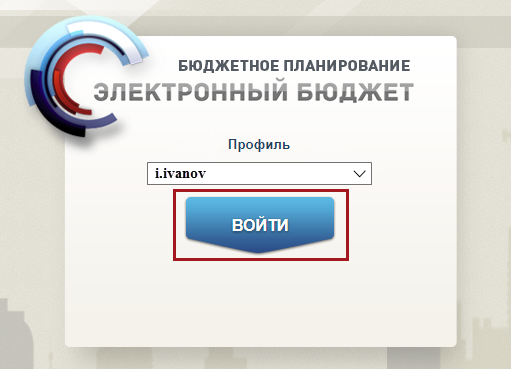 БЮДЖЕТНОЕ ПЛАНИРОВАНИЕ
ЭЛЕКТРОННЫЙ БЮДЖЕТ
Профиль
i.ivanov
ВОЙТИ